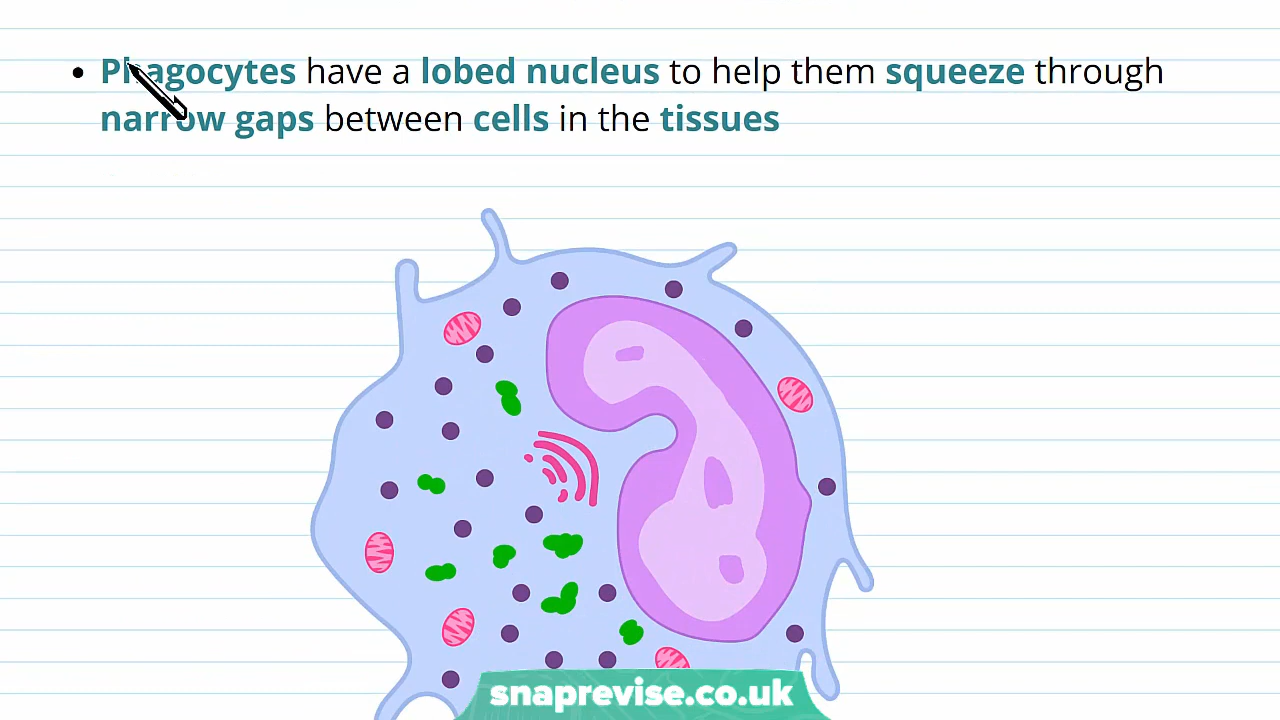 • Phagocytes have a lobed nucleus to help them squeeze through
narrow gaps between cells in the tissues
snaprevise.co.uk